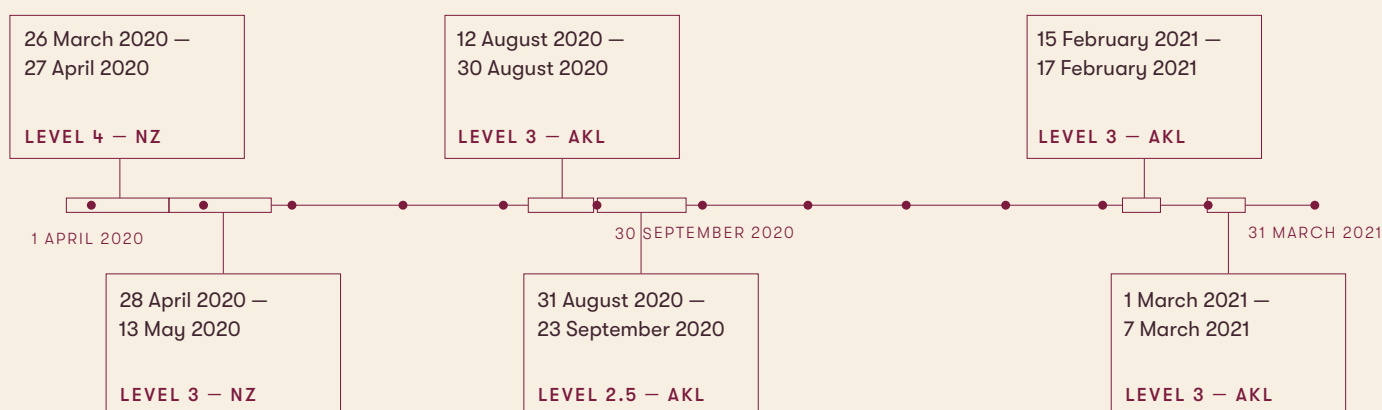 26 March 2020 —
27 April 2020
LEVEL 4 — NZ
12 August 2020 —
30 August 2020
LEVEL 3 — AKL
15 February 2021 —
17 February 2021
LEVEL 3 — AKL
1 APRIL 2020
30 SEPTEMBER 2020
31 MARCH 2021
28 April 2020 —
13 May 2020
LEVEL 3 — NZ
31 August 2020 —
23 September 2020
LEVEL 2.5 — AKL
1 March 2021 —
7 March 2021
LEVEL 3 — AKL